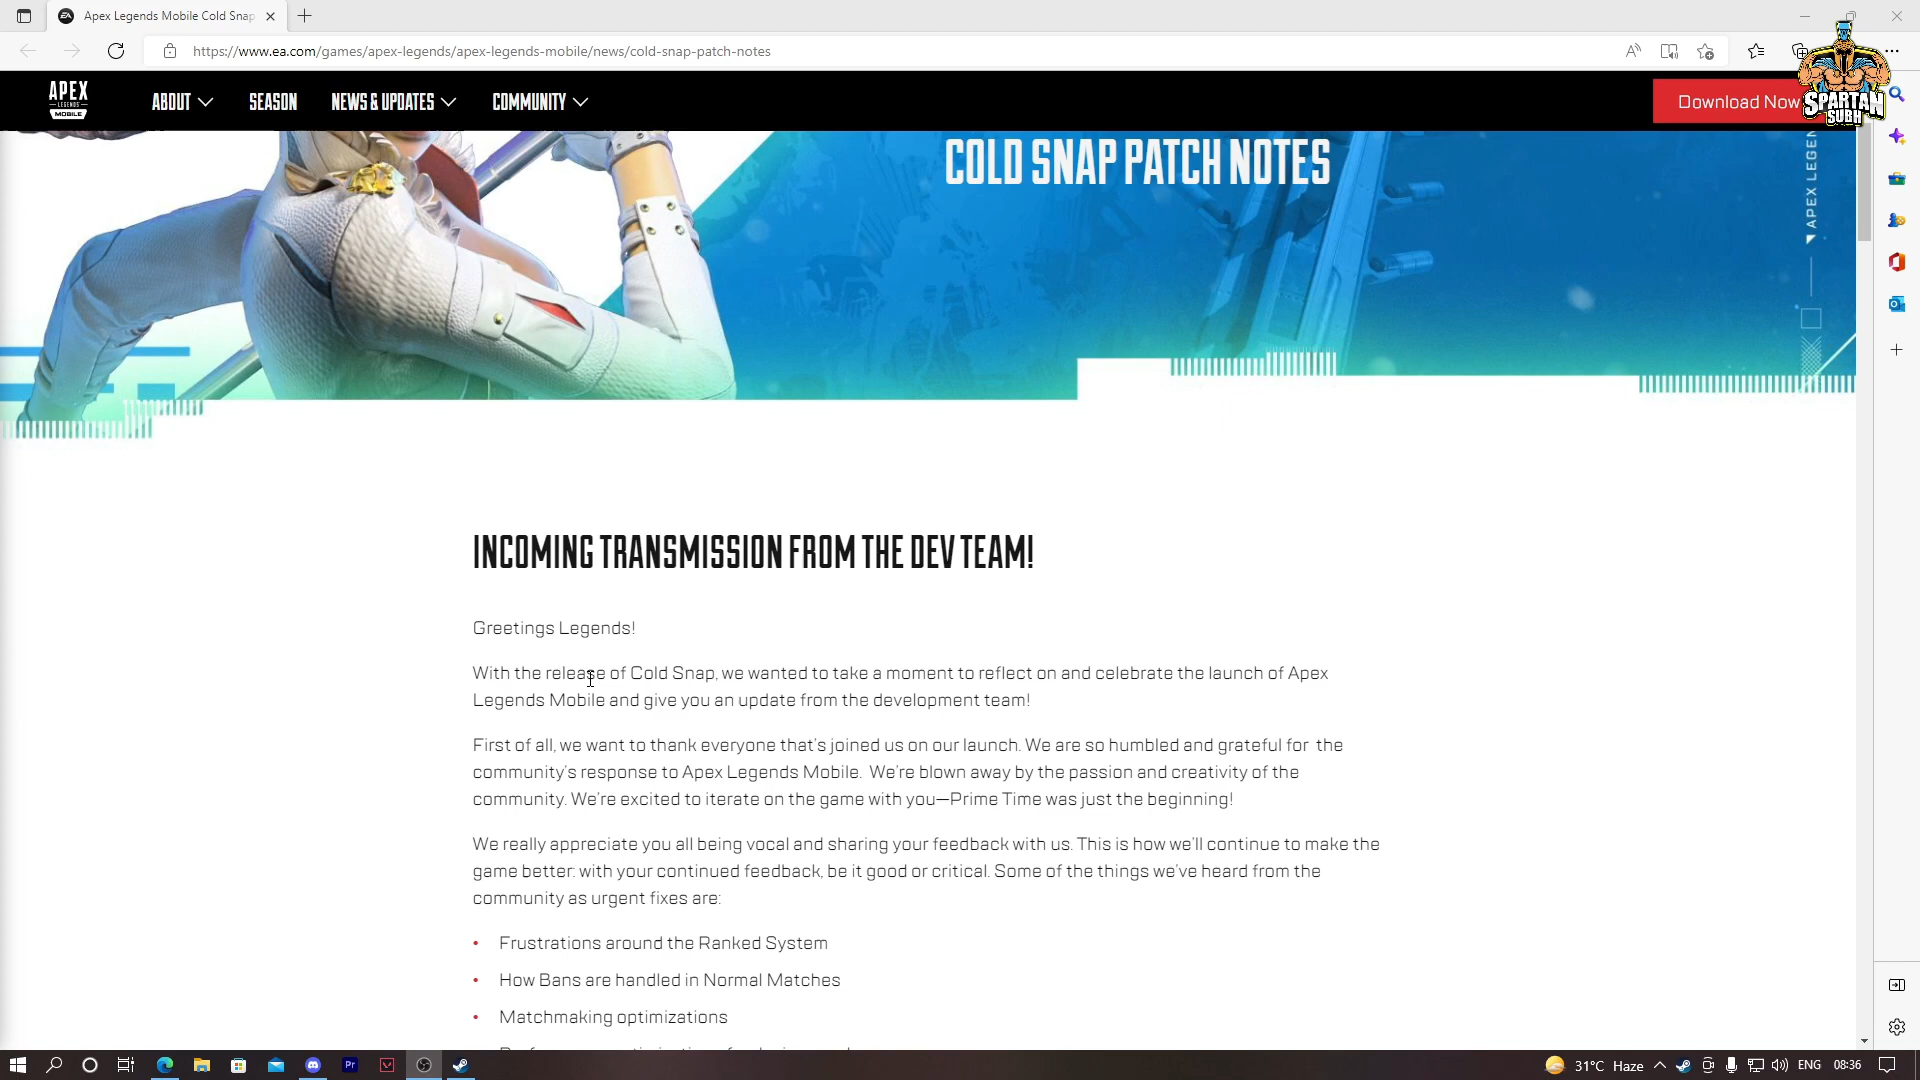 Apex Legends Mobile Cold Snap
https://www.ea.com/games/apex-legends/apex-legends-mobile/news/cold-snap-patch-notes
APEX
LEGENDS
MOBILE
ABOUT
SEASON
NEWS & UPDATES
COMMUNITY
Download Now
SPARTAN
SUBH
COLD SNAP PATCH NOTES
APEX LEGEN
INCOMING TRANSMISSION FROM THE DEV TEAM!
Greetings Legends!
With the release of Cold Snap, we wanted to take a moment to reflect on and celebrate the launch of Apex
Legends Mobile and give you an update from the development team!
First of all, we want to thank everyone that's joined us on our launch. We are so humbled and grateful for  the
community's response to Apex Legends Mobile.  We're blown away by the passion and creativity of the
community. We're excited to iterate on the game with you—Prime Time was just the beginning!
We really appreciate you all being vocal and sharing your feedback with us. This is how we'll continue to make the
game better: with your continued feedback, be it good or critical. Some of the things we've heard from the
community as urgent fixes are:
• Frustrations around the Ranked System
• How Bans are handled in Normal Matches
• Matchmaking optimizations
31°C Haze
ENG
08:36